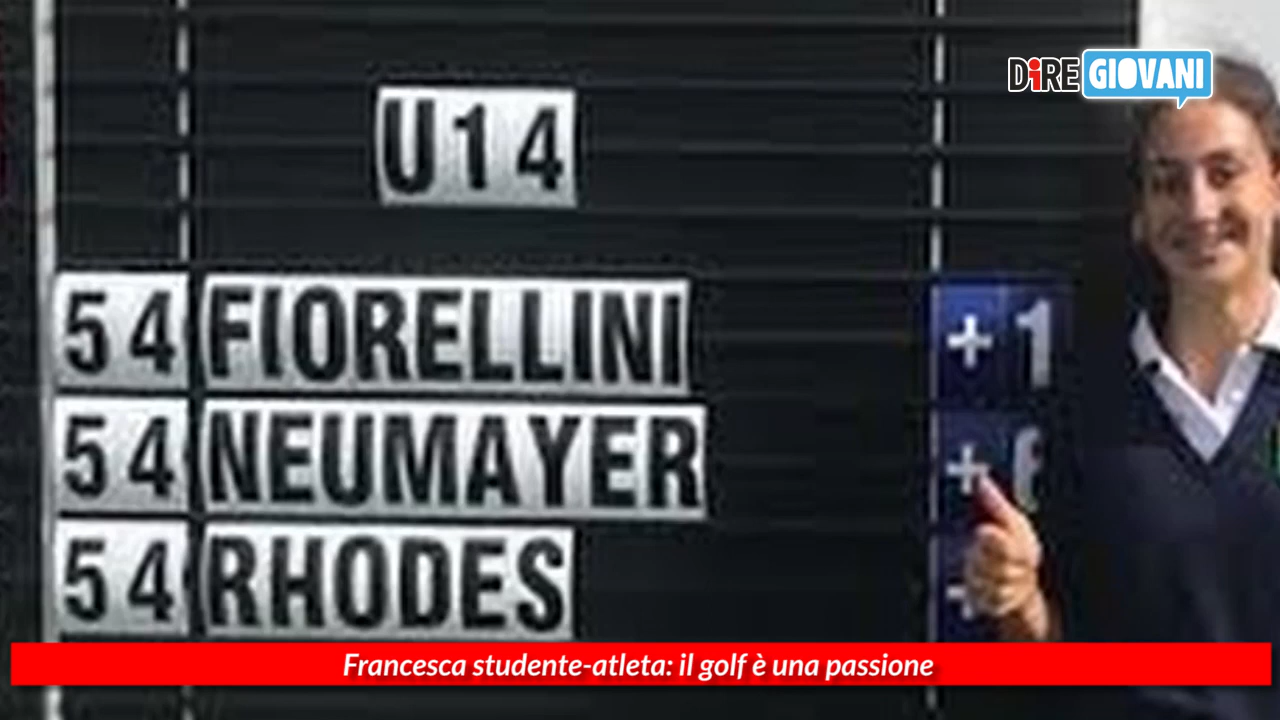 DiRE GIOVANI
U14
54 FIORELLINI +1
54 NEUMAYER +
54 RHODES
Francesca studente-atleta: il golf è una passione